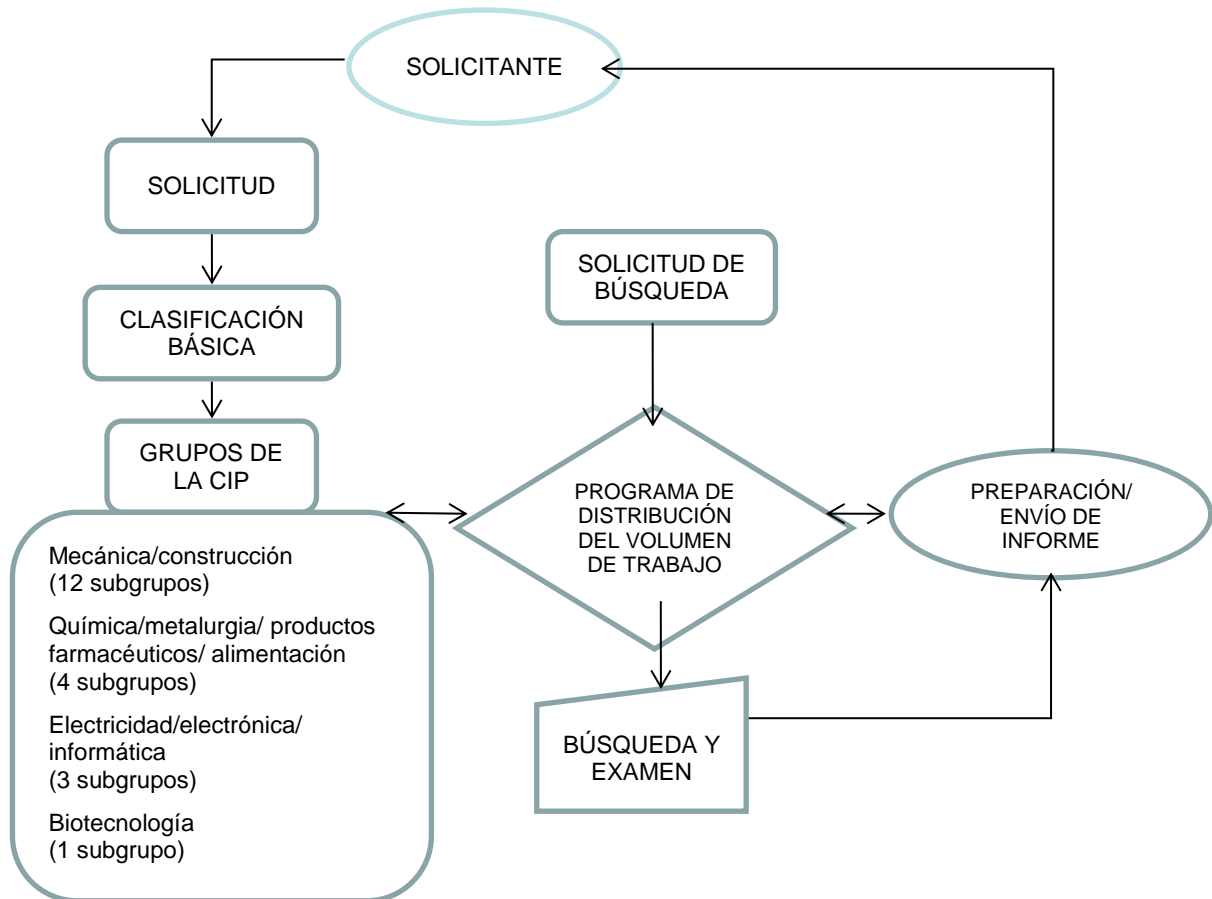 SOLICITANTE
SOLICITUD
SOLICITUD DE
BÚSQUEDA
CLASIFICACIÓN
BÁSICA
GRUPOS DE
LA CIP
PROGRAMA DE
DISTRIBUCIÓN
DEL VOLUMEN
DE TRABAJO
PREPARACIÓN/
ENVÍO DE
INFORME
Mecánica/construcción
(12 subgrupos)
Química/metalurgia/ productos
farmacéuticos/ alimentación
(4 subgrupos)
Electricidad/electrónica/
informática
(3 subgrupos)
Biotecnología
(1 subgrupo)
BÚSQUEDA Y
EXAMEN